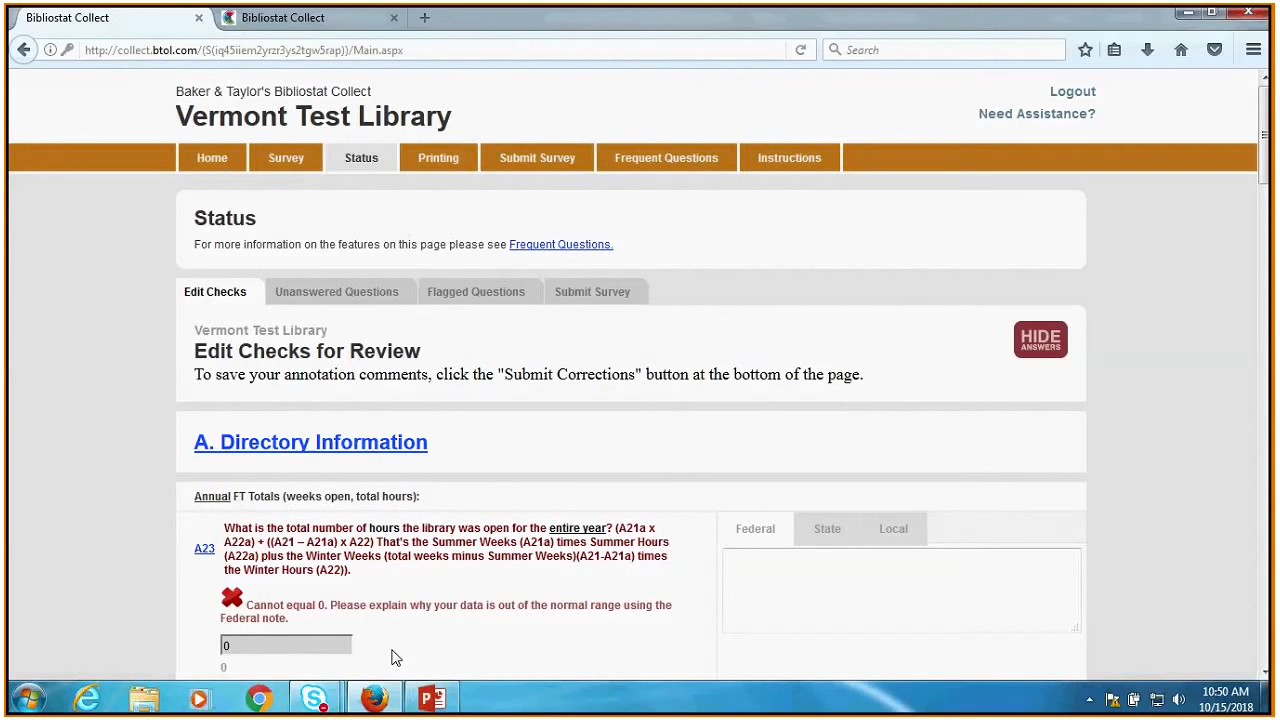 Bibliostat Collect
Bibliostat Collect
http://collect.btol.com/(S(iq45iiem2yrzr3ys2tgw5rap))/Main.aspx
Search
Baker & Taylor's Bibliostat Collect
Vermont Test Library
Logout
Need Assistance?
Home
Survey
Status
Printing
Submit Survey
Frequent Questions
Instructions
Status
For more information on the features on this page please see Frequent Questions.
Edit Checks
Unanswered Questions
Flagged Questions
Submit Survey
Vermont Test Library
Edit Checks for Review
HIDE
ANSWERS
To save your annotation comments, click the "Submit Corrections" button at the bottom of the page.
A. Directory Information
Annual FT Totals (weeks open, total hours):
A23
What is the total number of hours the library was open for the entire year? (A21a x
A22a) + ((A21 – A21a) x A22) That's the Summer Weeks (A21a) times Summer Hours
(A22a) plus the Winter Weeks (total weeks minus Summer Weeks)(A21-A21a) times
the Winter Hours (A22)).
Federal
State
Local
Cannot equal 0. Please explain why your data is out of the normal range using the
Federal note.
0
0
10:50 AM
10/15/2018